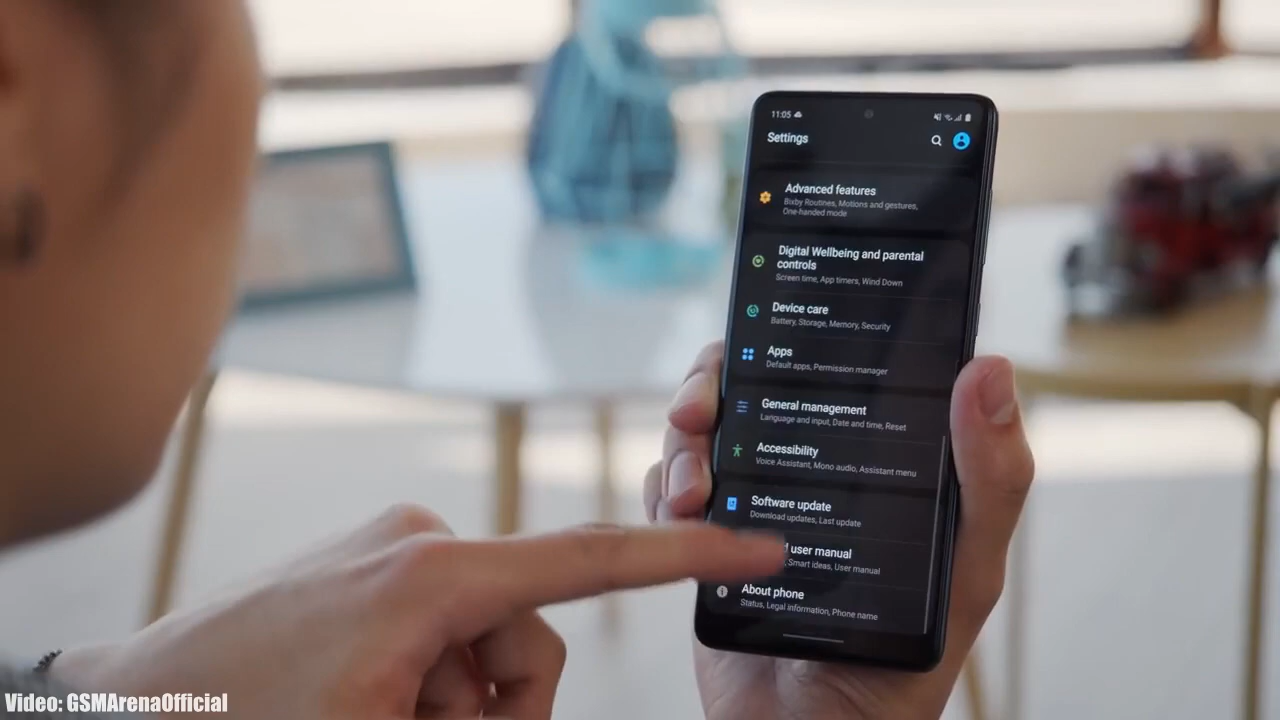 11:05
Settings
Advanced features
Bixby Routines, Motions and gestures,
One-handed mode
Digital Wellbeing and parental
controls
Screen time, App timers, Wind Down
Device care
Battery, Storage, Memory, Security
Apps
Default apps, Permission manager
General management
Language and input, Date and time, Reset
Accessibility
Voice Assistant, Mono audio, Assistant menu
Software update
Download updates, Last update
user manual
Smart ideas, User manual
About phone
Status, Legal information, Phone name
Video: GSMArenaOfficial